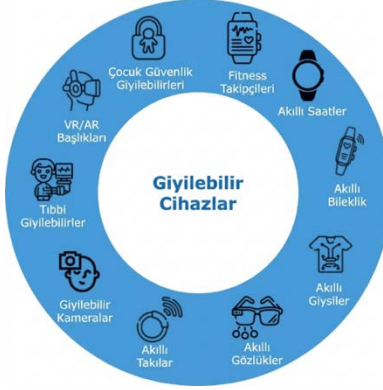 Giyilebilir
Cihazlar
Fitness
Takipçileri
Akıllı Saatler
Akıllı
Bileklik
Akıllı
Giysiler
Akıllı
Gözlükler
Akıllı
Takılar
Giyilebilir
Kameralar
Tıbbi
Giyilebilirler
VR/AR
Başlıkları
Çocuk Güvenlik
Giyilebilirleri